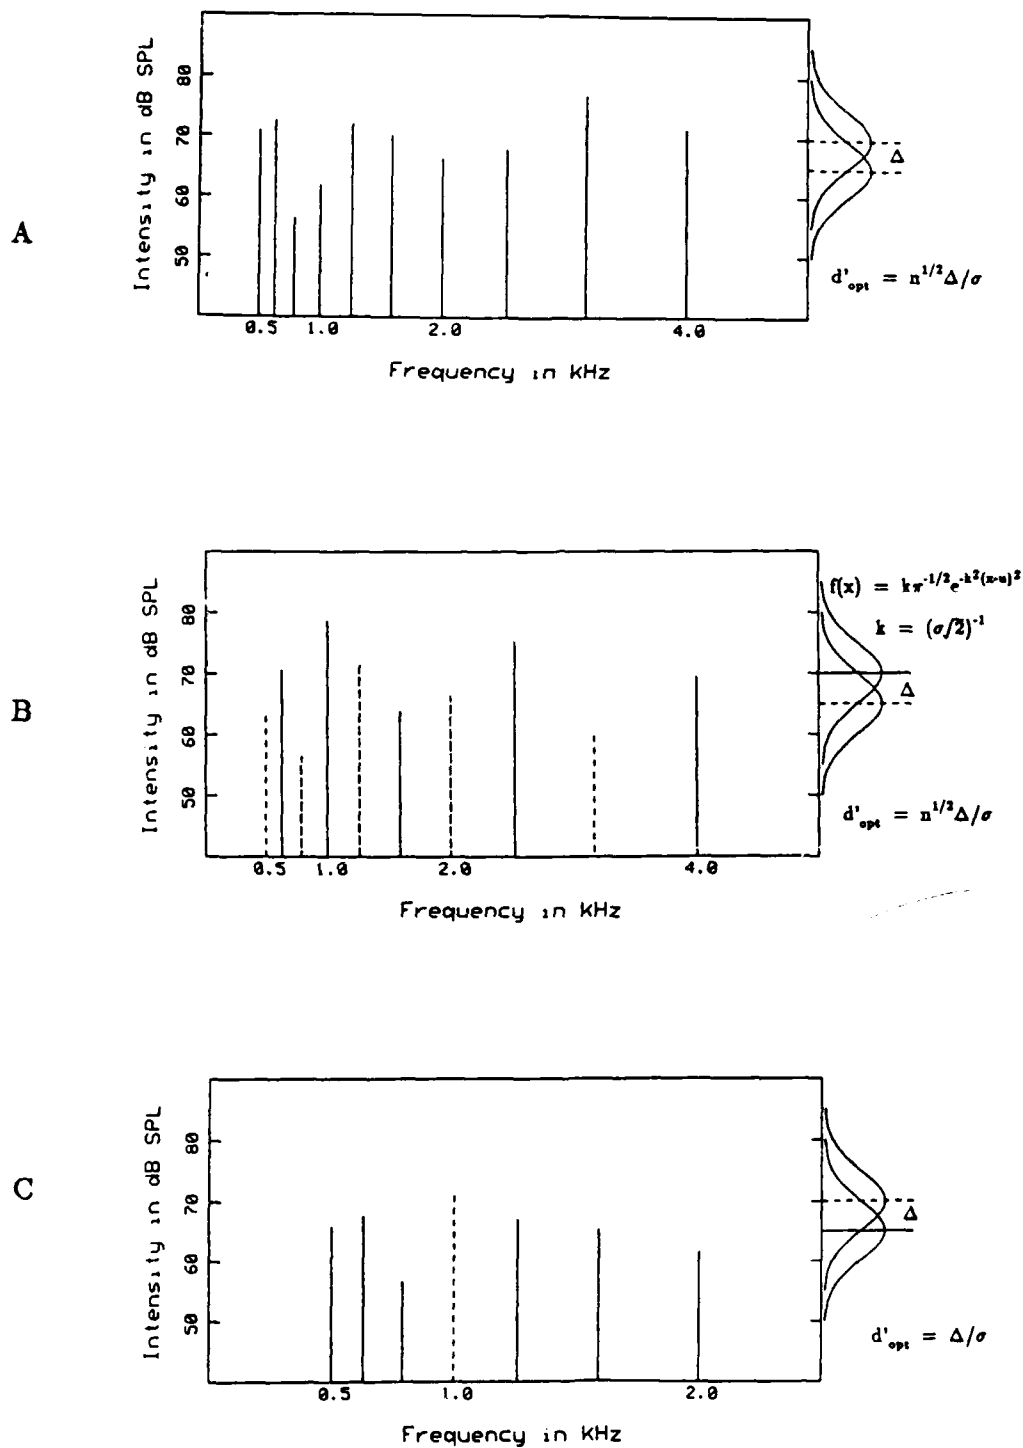 A
Intensity in dB SPL
80
70
60
50
0.5 1.0 2.0 4.0
Frequency in kHz
Δ
d'opt = n^1/2Δ/σ
B
Intensity in dB SPL
80
70
60
50
0.5 1.0 2.0 4.0
Frequency in kHz
f(x) = kπ^-1/2e^-k²(x-u)²
k = (σ√2)^-1
Δ
d'opt = n^1/2Δ/σ
C
Intensity in dB SPL
80
70
60
50
0.5 1.0 2.0
Frequency in kHz
Δ
d'opt = Δ/σ